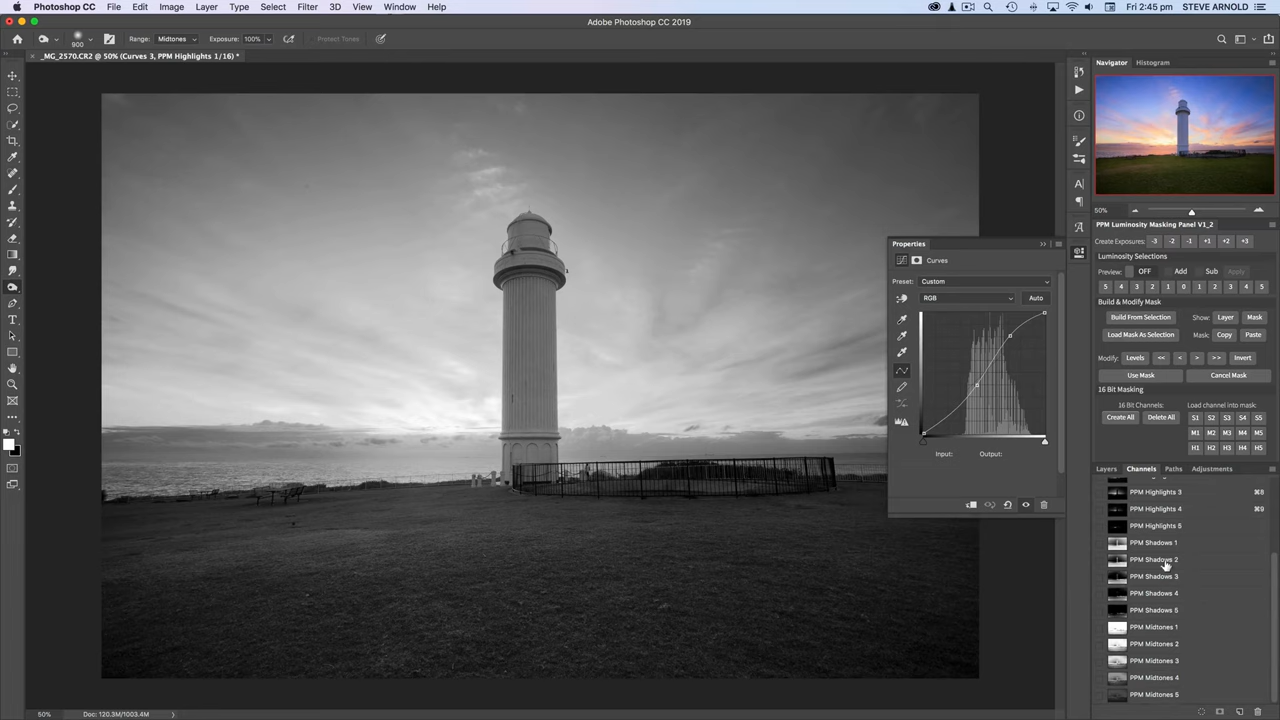 Photoshop CC File Edit Image Layer Type Select Filter 3D View Window Help Fri 2:45 pm STEVE ARNOLD
Adobe Photoshop CC 2019
900 Range: Midtones Exposure: 100% Protect Tones
_MG_2570.CR2 @ 50% (Curves 3, PPM Highlights 1/16) *
Navigator Histogram
50%
PPM Luminosity Masking Panel V1_2
Create Exposures: -3 -2 -1 +1 +2 +3
Luminosity Selections
Preview: OFF Add Sub Apply
5 4 3 2 1 0 1 2 3 4 5
Build & Modify Mask
Build From Selection Show: Layer Mask
Load Mask As Selection Mask: Copy Paste
Modify: Levels << < > >> Invert
Use Mask Cancel Mask
16 Bit Masking
16 Bit Channels: Load channel into mask:
Create All Delete All S1 S2 S3 S4 S5
M1 M2 M3 M4 M5
H1 H2 H3 H4 H5
Properties
Curves
Preset: Custom
RGB Auto
Input: Output:
Layers Channels Paths Adjustments
PPM Highlights 3 ⌘8
PPM Highlights 4 ⌘9
PPM Highlights 5
PPM Shadows 1
PPM Shadows 2
PPM Shadows 3
PPM Shadows 4
PPM Shadows 5
PPM Midtones 1
PPM Midtones 2
PPM Midtones 3
PPM Midtones 4
PPM Midtones 5
50% Doc: 120.3M/1003.4M